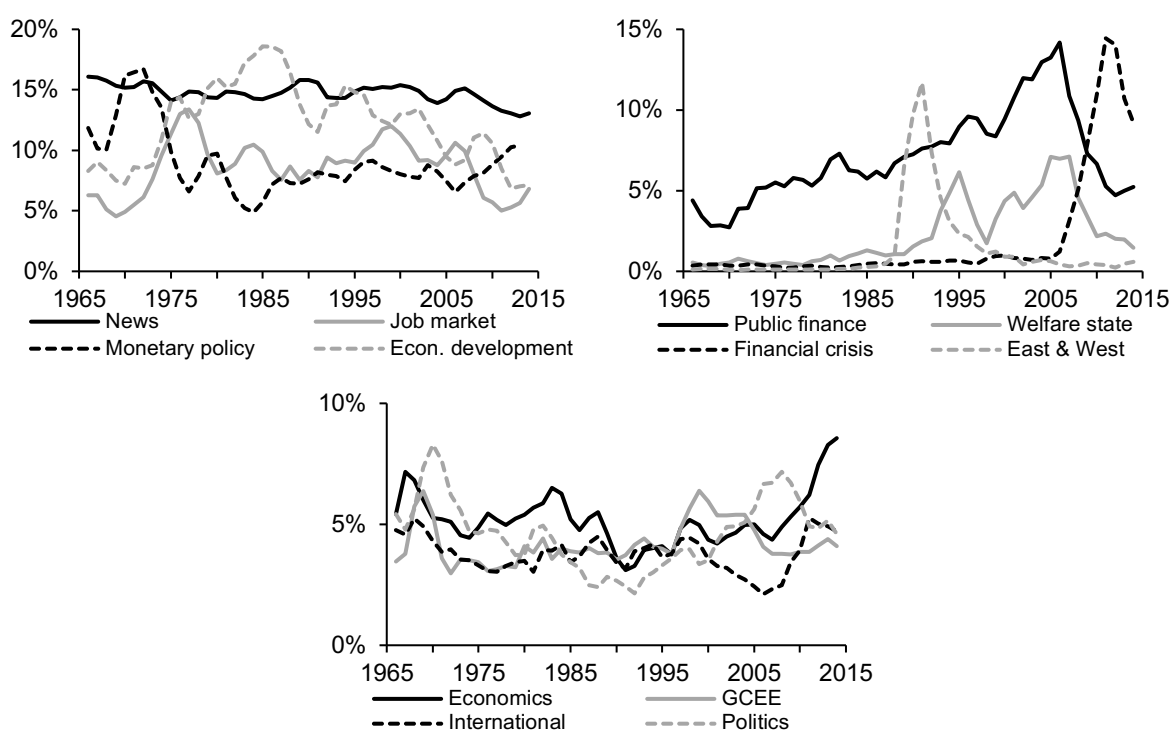 20%
15%
10%
5%
0%
1965 1975 1985 1995 2005 2015
News Job market
Monetary policy Econ. development
15%
10%
5%
0%
1965 1975 1985 1995 2005 2015
Public finance Welfare state
Financial crisis East & West
10%
5%
0%
1965 1975 1985 1995 2005 2015
Economics GCEE
International Politics